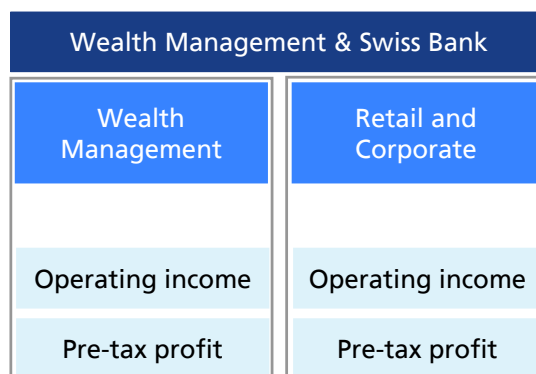 Wealth Management & Swiss Bank
Wealth
Management
Operating income
Pre-tax profit
Retail and
Corporate
Operating income
Pre-tax profit